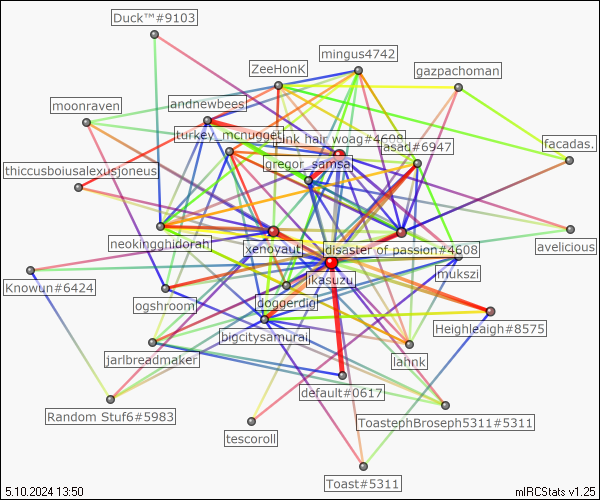 Duck™#9103
mingus4742
ZeeHonK
gazpachoman
moonraven
andnewbees
turkey_mcnugget
pink hair woag#4698
asad#6947
facadas.
gregor_samsa
thiccusboiusalexusjoneus
neokingghidorah
xenovaut
disaster of passion#4608
avelicious
mukszi
Knowun#6424
ikasuzu
ogshroom
doggerdig
Heighleaigh#8575
bigcitysamurai
jarlbreadmaker
lahnk
default#0617
Random Stuf6#5983
ToastephBroseph5311#5311
tescoroll
Toast#5311
5.10.2024 13:50
mIRCStats v1.25